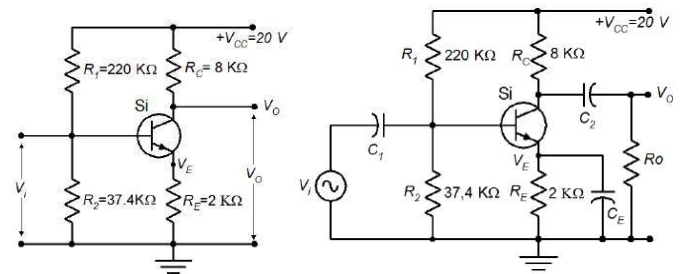 +VCC=20 V
R1=220 KΩ
RC= 8 KΩ
Si
VO
VE
Vi
VO
R2=37.4KΩ
RE=2 KΩ
+VCC=20 V
R1
220 KΩ
RC
8 KΩ
Si
C2
VO
C1
VE
Vi
R2
37,4 KΩ
RE
2 KΩ
CE
Ro